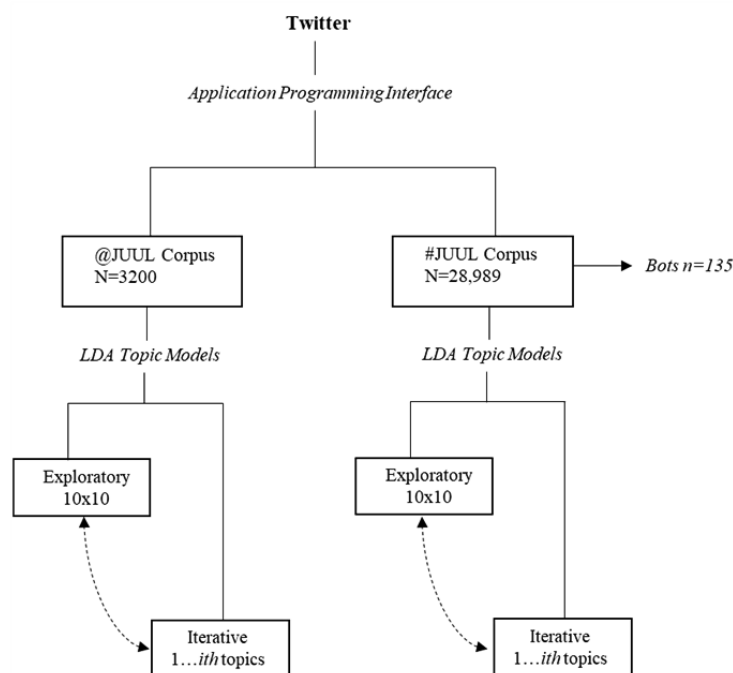 Twitter
Application Programming Interface
@JUUL Corpus
N=3200
#JUUL Corpus
N=28,989
Bots n=135
LDA Topic Models
LDA Topic Models
Exploratory
10x10
Exploratory
10x10
Iterative
1…ith topics
Iterative
1…ith topics